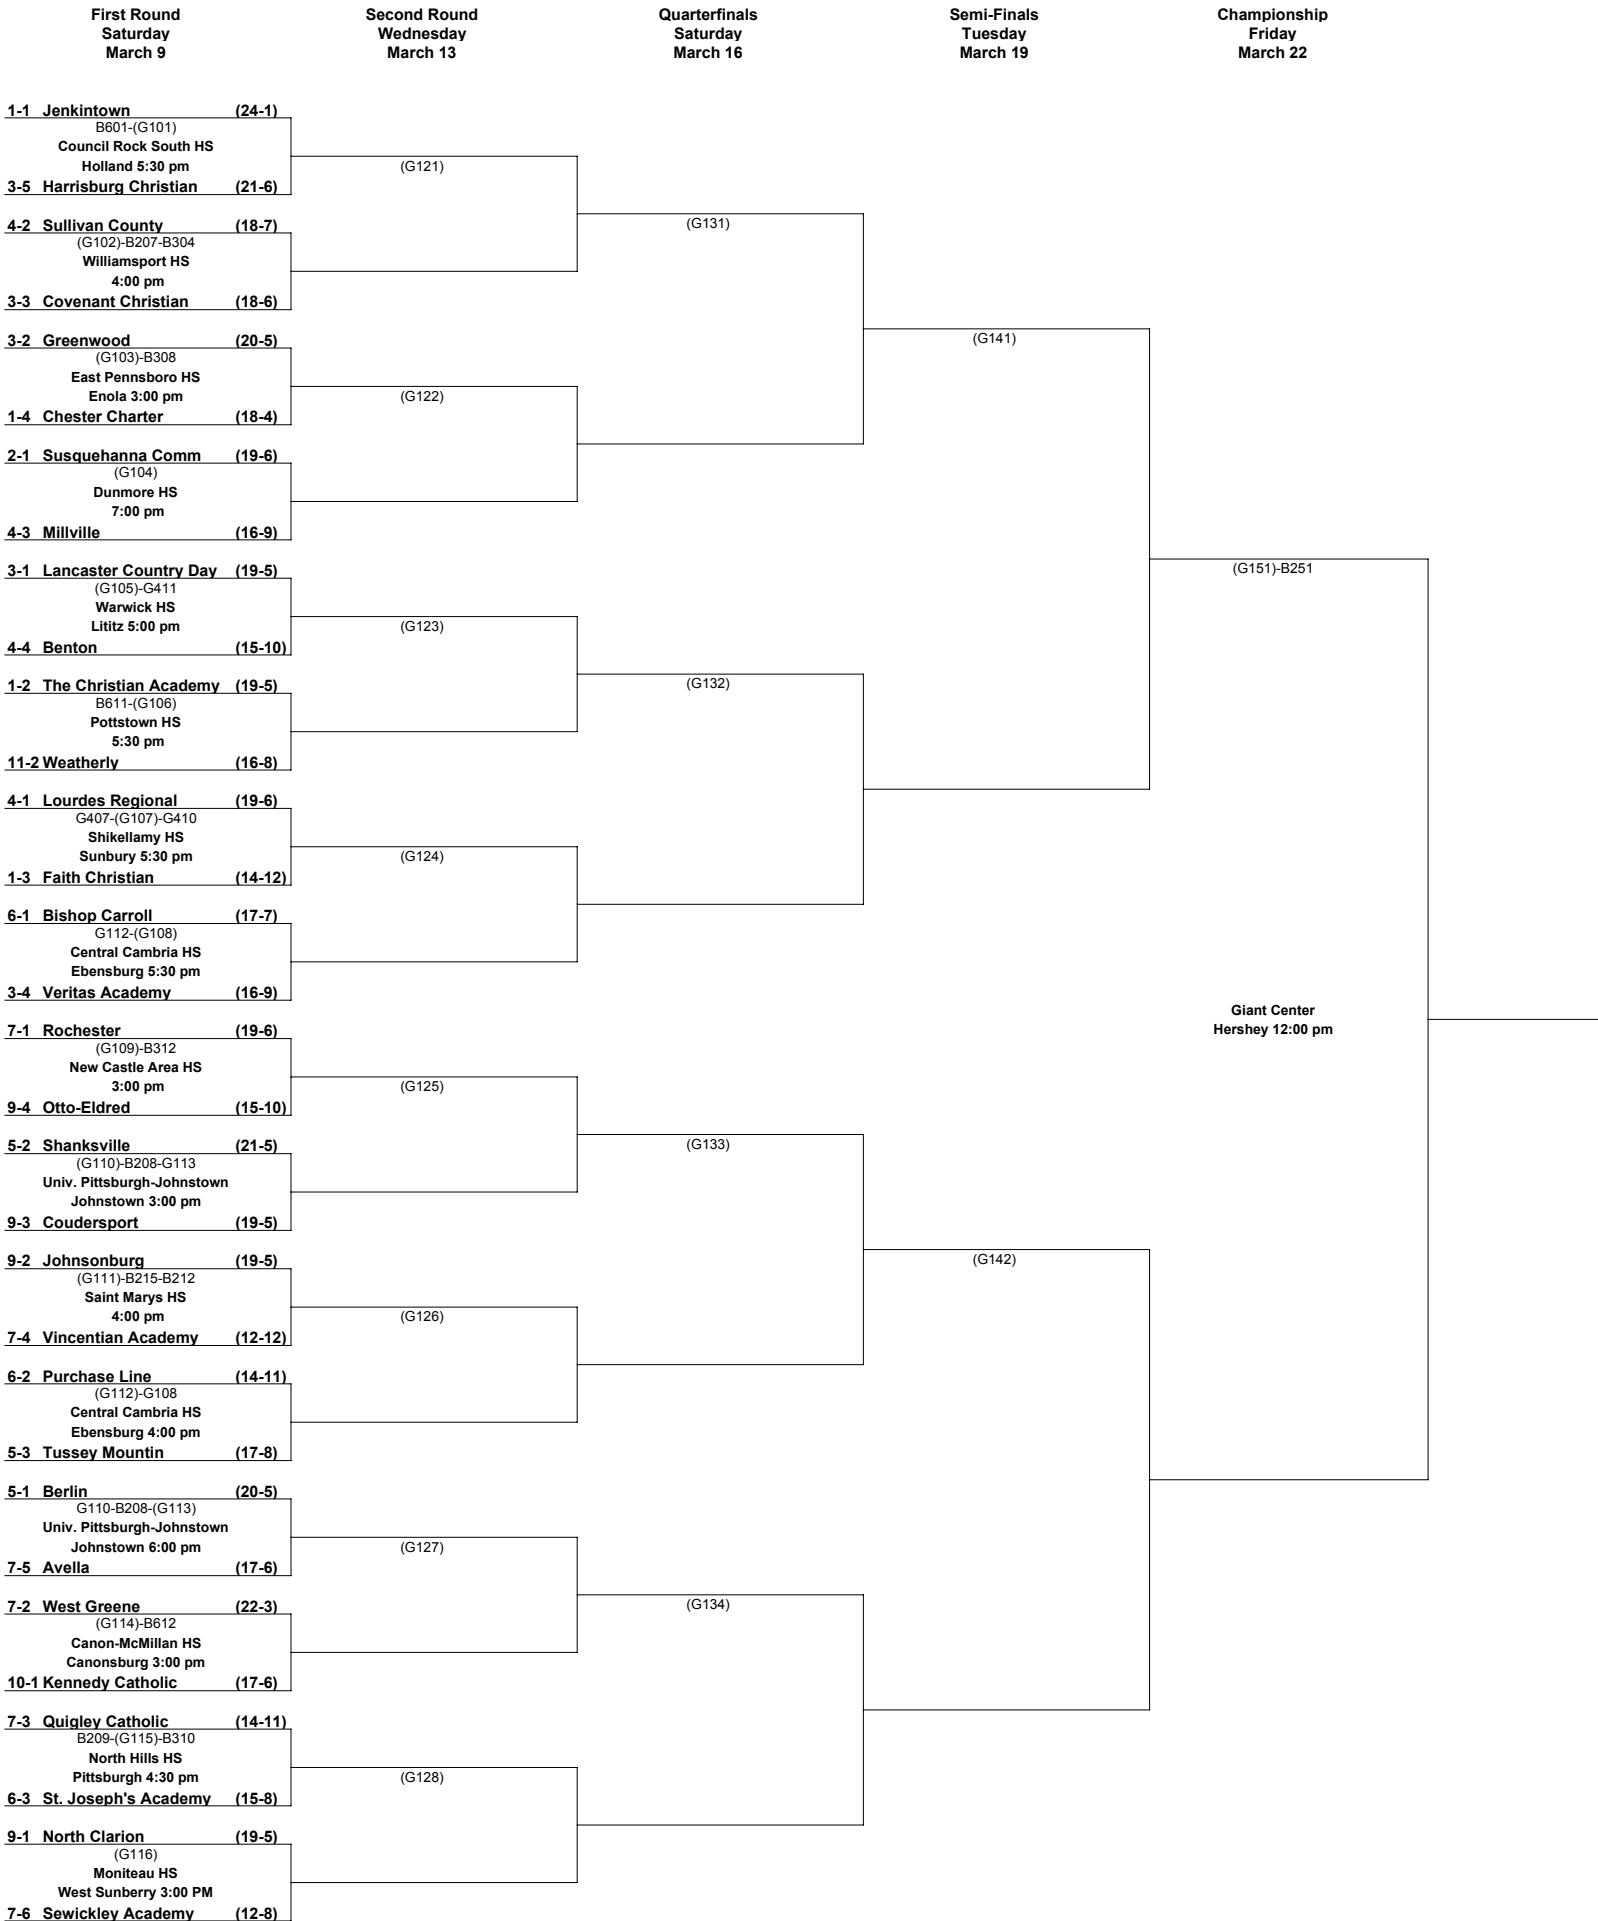 First Round
Saturday
March 9
Second Round
Wednesday
March 13
Quarterfinals
Saturday
March 16
Semi-Finals
Tuesday
March 19
Championship
Friday
March 22
1-1 Jenkintown (24-1)
B601-(G101)
Council Rock South HS
Holland 5:30 pm
3-5 Harrisburg Christian (21-6)
(G121)
4-2 Sullivan County (18-7)
(G102)-B207-B304
Williamsport HS
4:00 pm
3-3 Covenant Christian (18-6)
(G131)
3-2 Greenwood (20-5)
(G103)-B308
East Pennsboro HS
Enola 3:00 pm
1-4 Chester Charter (18-4)
(G122)
(G141)
2-1 Susquehanna Comm (19-6)
(G104)
Dunmore HS
7:00 pm
4-3 Millville (16-9)
3-1 Lancaster Country Day (19-5)
(G105)-G411
Warwick HS
Lititz 5:00 pm
4-4 Benton (15-10)
(G123)
(G151)-B251
1-2 The Christian Academy (19-5)
B611-(G106)
Pottstown HS
5:30 pm
11-2 Weatherly (16-8)
(G132)
4-1 Lourdes Regional (19-6)
G407-(G107)-G410
Shikellamy HS
Sunbury 5:30 pm
1-3 Faith Christian (14-12)
(G124)
6-1 Bishop Carroll (17-7)
G112-(G108)
Central Cambria HS
Ebensburg 5:30 pm
3-4 Veritas Academy (16-9)
Giant Center
Hershey 12:00 pm
7-1 Rochester (19-6)
(G109)-B312
New Castle Area HS
3:00 pm
9-4 Otto-Eldred (15-10)
(G125)
5-2 Shanksville (21-5)
(G110)-B208-G113
Univ. Pittsburgh-Johnstown
Johnstown 3:00 pm
9-3 Coudersport (19-5)
(G133)
9-2 Johnsonburg (19-5)
(G111)-B215-B212
Saint Marys HS
4:00 pm
7-4 Vincentian Academy (12-12)
(G126)
(G142)
6-2 Purchase Line (14-11)
(G112)-G108
Central Cambria HS
Ebensburg 4:00 pm
5-3 Tussey Mountin (17-8)
5-1 Berlin (20-5)
G110-B208-(G113)
Univ. Pittsburgh-Johnstown
Johnstown 6:00 pm
7-5 Avella (17-6)
(G127)
7-2 West Greene (22-3)
(G114)-B612
Canon-McMillan HS
Canonsburg 3:00 pm
10-1 Kennedy Catholic (17-6)
(G134)
7-3 Quigley Catholic (14-11)
B209-(G115)-B310
North Hills HS
Pittsburgh 4:30 pm
6-3 St. Joseph's Academy (15-8)
(G128)
9-1 North Clarion (19-5)
(G116)
Moniteau HS
West Sunberry 3:00 PM
7-6 Sewickley Academy (12-8)